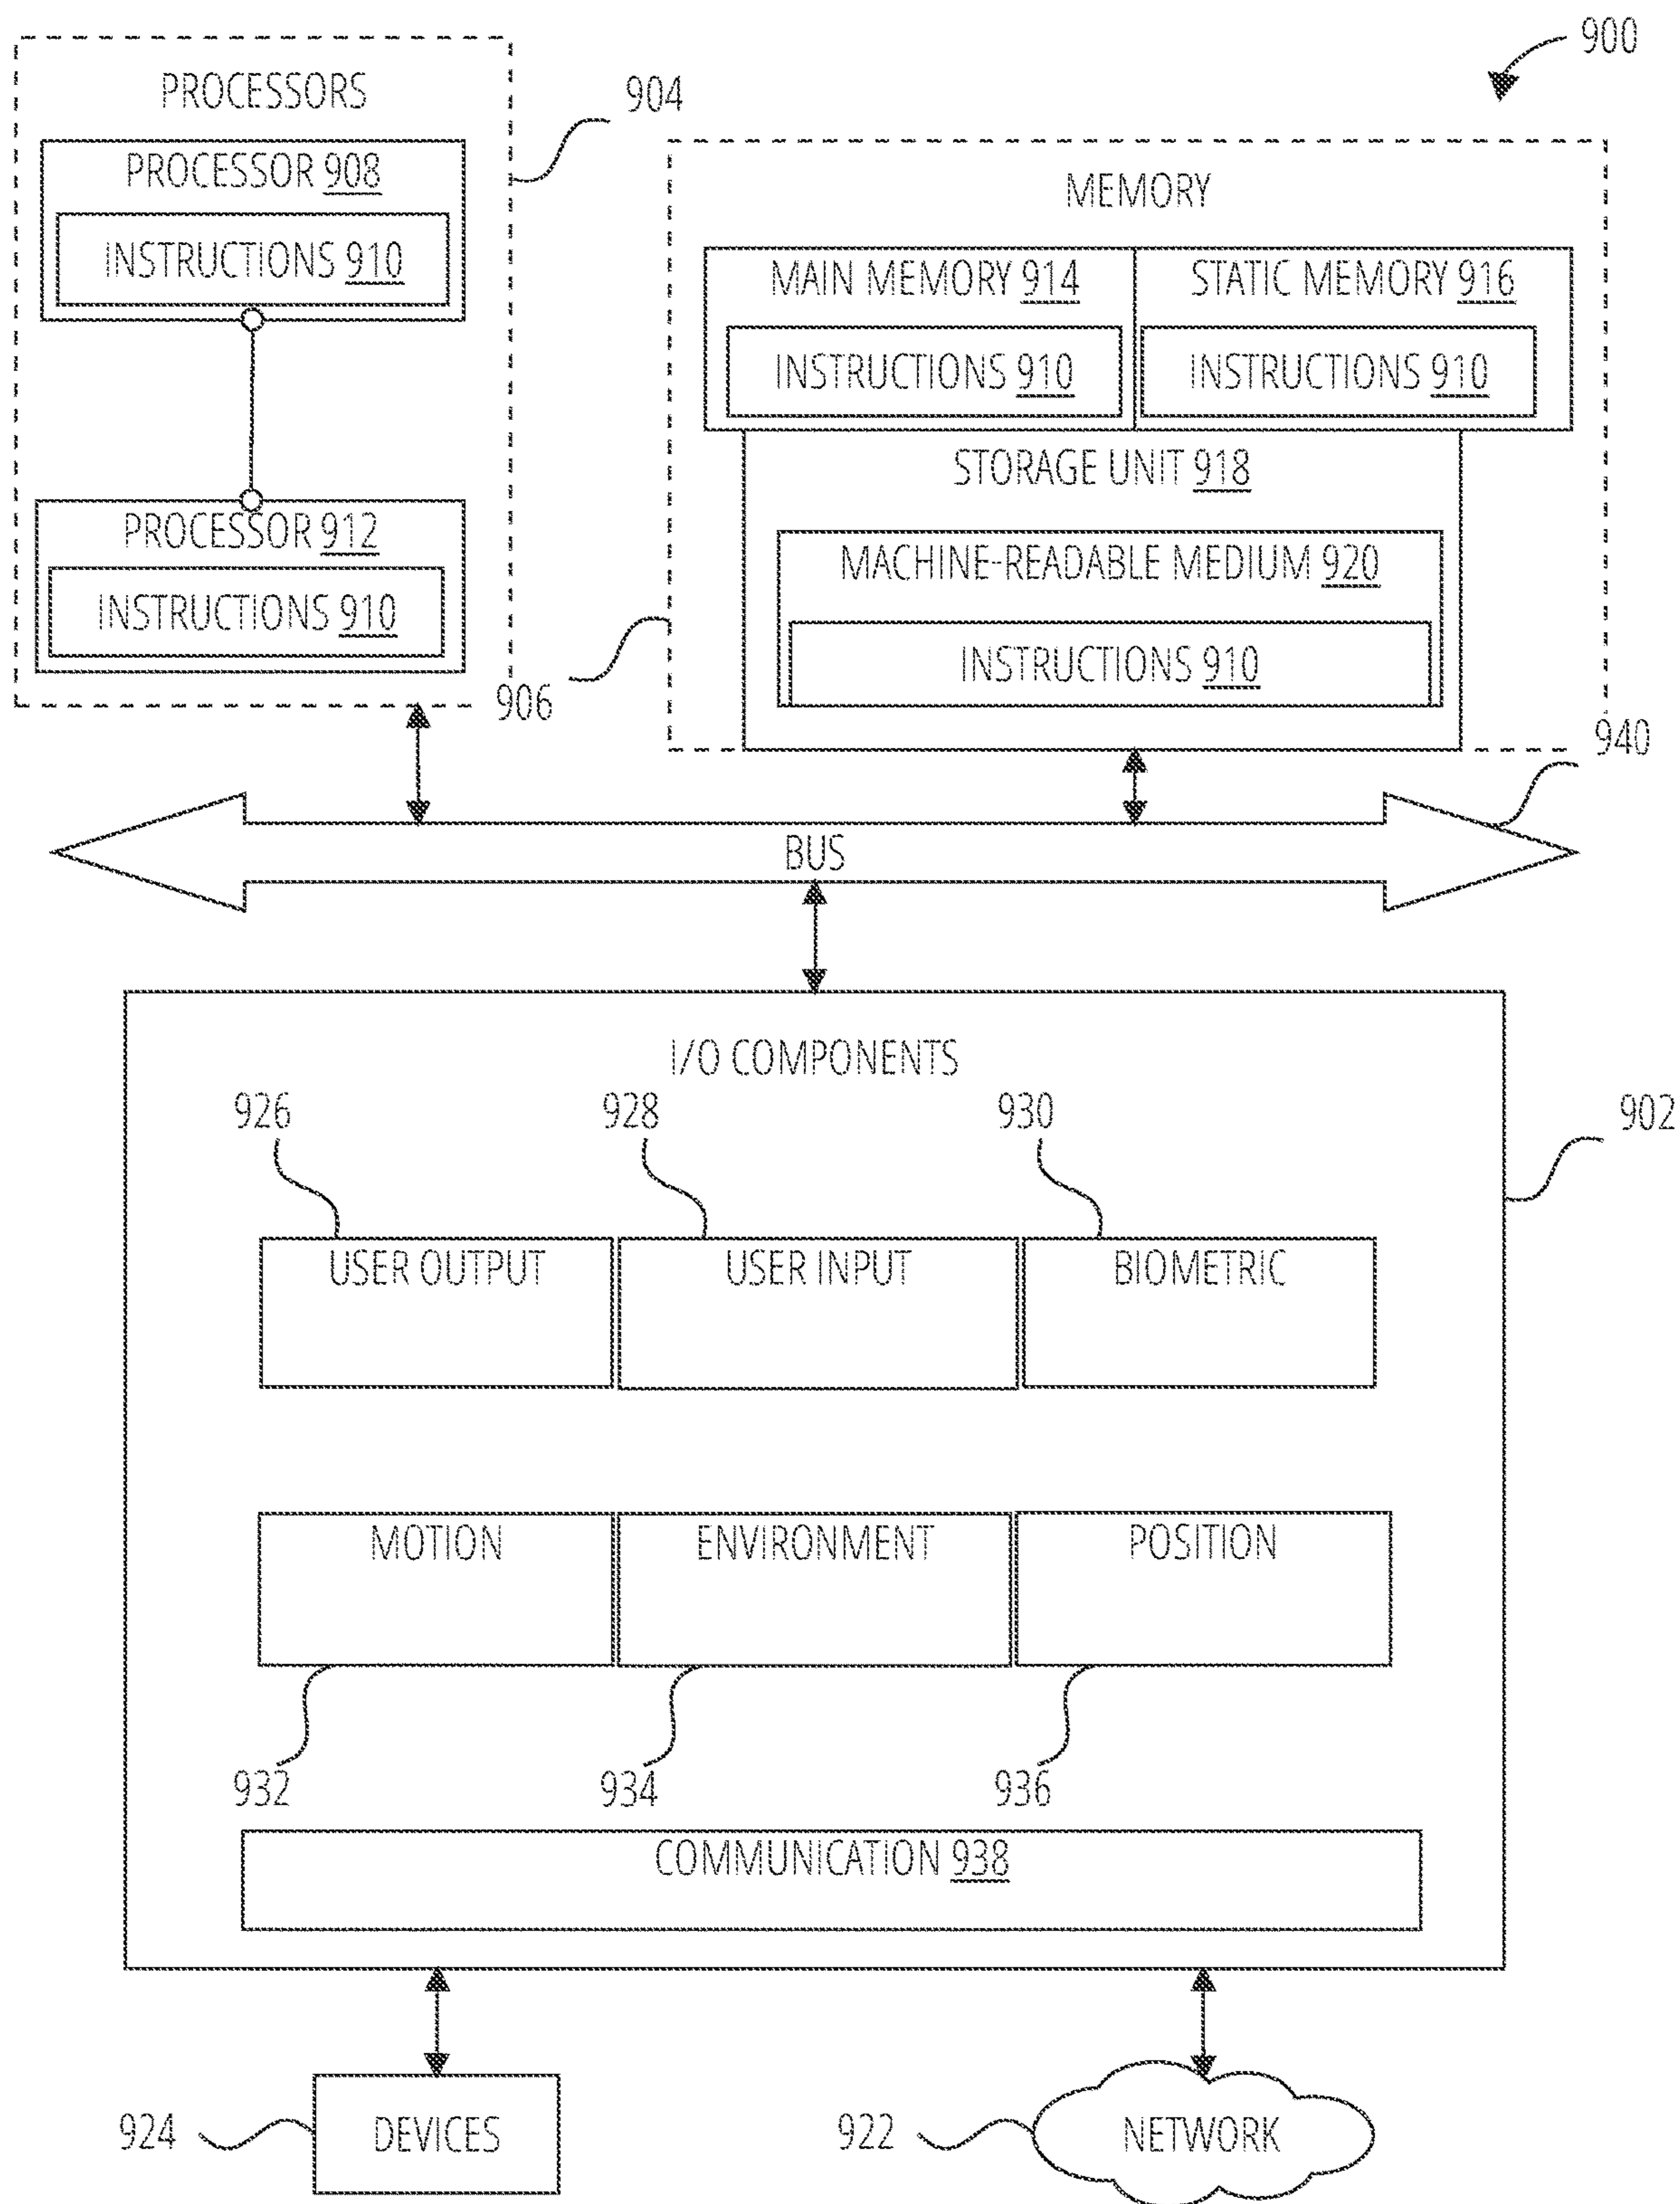 900
PROCESSORS
904
PROCESSOR 908
INSTRUCTIONS 910
PROCESSOR 912
INSTRUCTIONS 910
MEMORY
MAIN MEMORY 914
STATIC MEMORY 916
INSTRUCTIONS 910
INSTRUCTIONS 910
STORAGE UNIT 918
MACHINE-READABLE MEDIUM 920
INSTRUCTIONS 910
906
940
BUS
I/O COMPONENTS
926
928
930
902
USER OUTPUT
USER INPUT
BIOMETRIC
MOTION
ENVIRONMENT
POSITION
932
934
936
COMMUNICATION 938
924
DEVICES
922
NETWORK